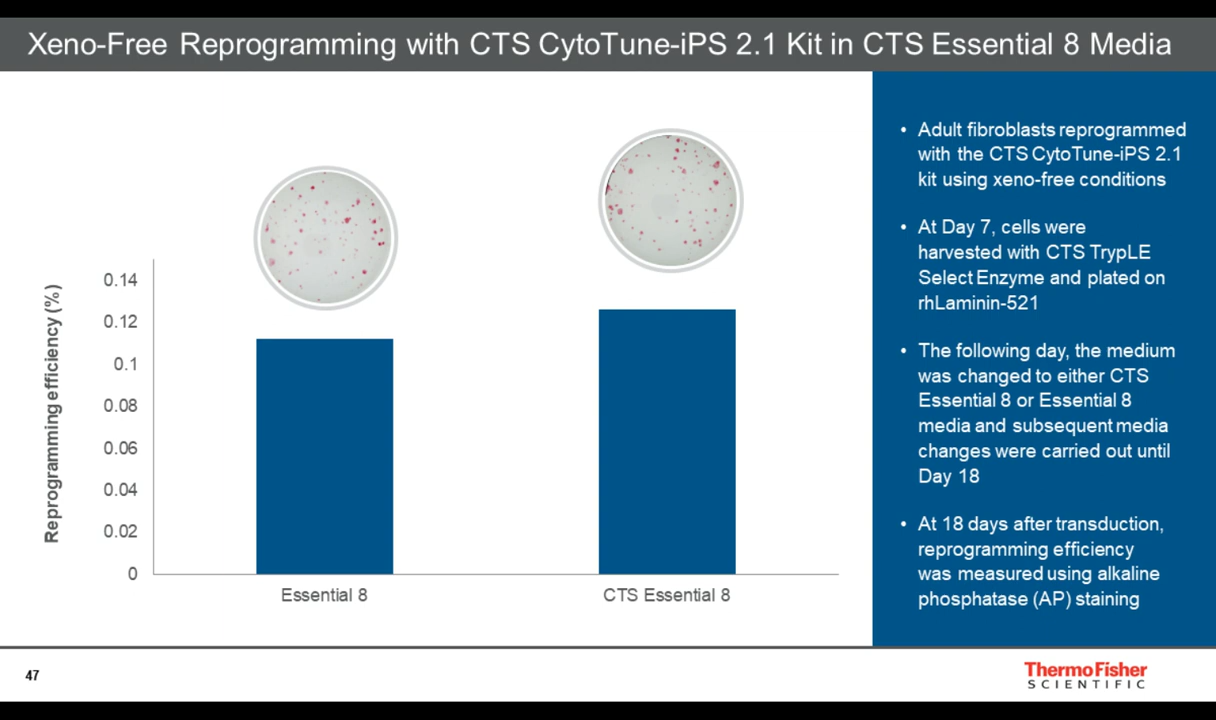 Xeno-Free Reprogramming with CTS CytoTune-iPS 2.1 Kit in CTS Essential 8 Media
Reprogramming efficiency (%)
0.14
0.12
0.1
0.08
0.06
0.04
0.02
0
Essential 8
CTS Essential 8
• Adult fibroblasts reprogrammed
with the CTS CytoTune-iPS 2.1
kit using xeno-free conditions
• At Day 7, cells were
harvested with CTS TrypLE
Select Enzyme and plated on
rhLaminin-521
• The following day, the medium
was changed to either CTS
Essential 8 or Essential 8
media and subsequent media
changes were carried out until
Day 18
• At 18 days after transduction,
reprogramming efficiency
was measured using alkaline
phosphatase (AP) staining
47
ThermoFisher
SCIENTIFIC